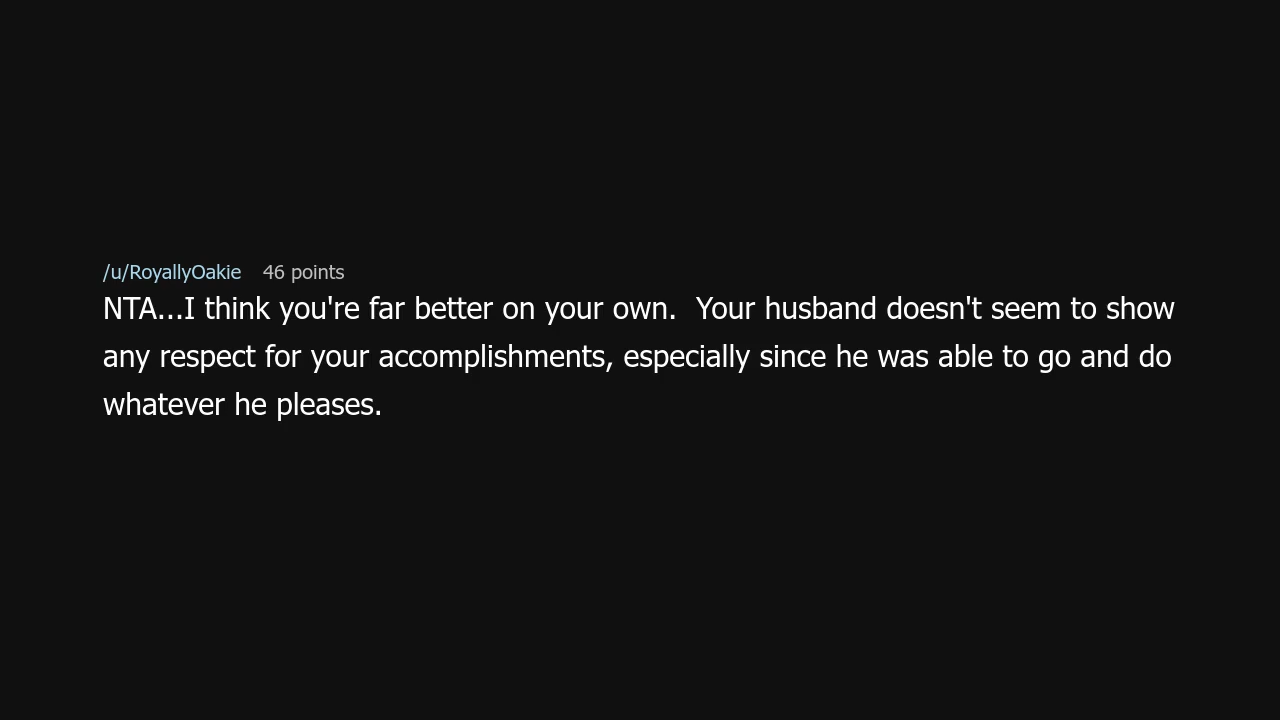 /u/RoyallyOakie 46 points
NTA...I think you're far better on your own.  Your husband doesn't seem to show
any respect for your accomplishments, especially since he was able to go and do
whatever he pleases.